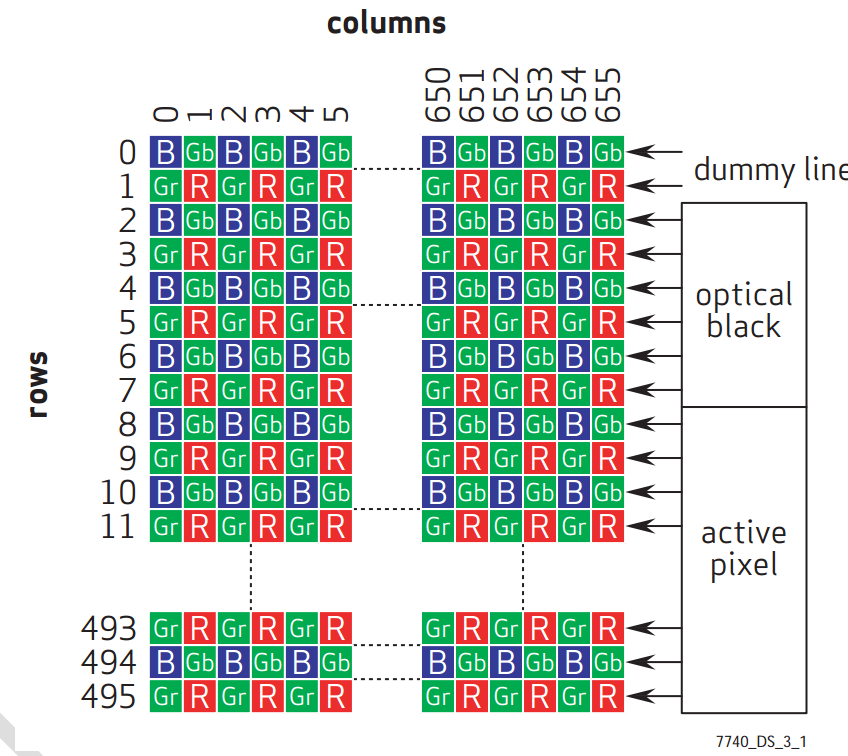 columns
0 1 2 3 4 5 650 651 652 653 654 655
0 B Gb B Gb B Gb B Gb B Gb B Gb
dummy line
1 Gr R Gr R Gr R Gr R Gr R Gr R
2 B Gb B Gb B Gb B Gb B Gb B Gb
3 Gr R Gr R Gr R Gr R Gr R Gr R
4 B Gb B Gb B Gb B Gb B Gb B Gb
optical
black
5 Gr R Gr R Gr R Gr R Gr R Gr R
6 B Gb B Gb B Gb B Gb B Gb B Gb
7 Gr R Gr R Gr R Gr R Gr R Gr R
rows
8 B Gb B Gb B Gb B Gb B Gb B Gb
9 Gr R Gr R Gr R Gr R Gr R Gr R
10 B Gb B Gb B Gb B Gb B Gb B Gb
11 Gr R Gr R Gr R Gr R Gr R Gr R
active
pixel
493 Gr R Gr R Gr R Gr R Gr R Gr R
494 B Gb B Gb B Gb B Gb B Gb B Gb
495 Gr R Gr R Gr R Gr R Gr R Gr R
7740_DS_3_1